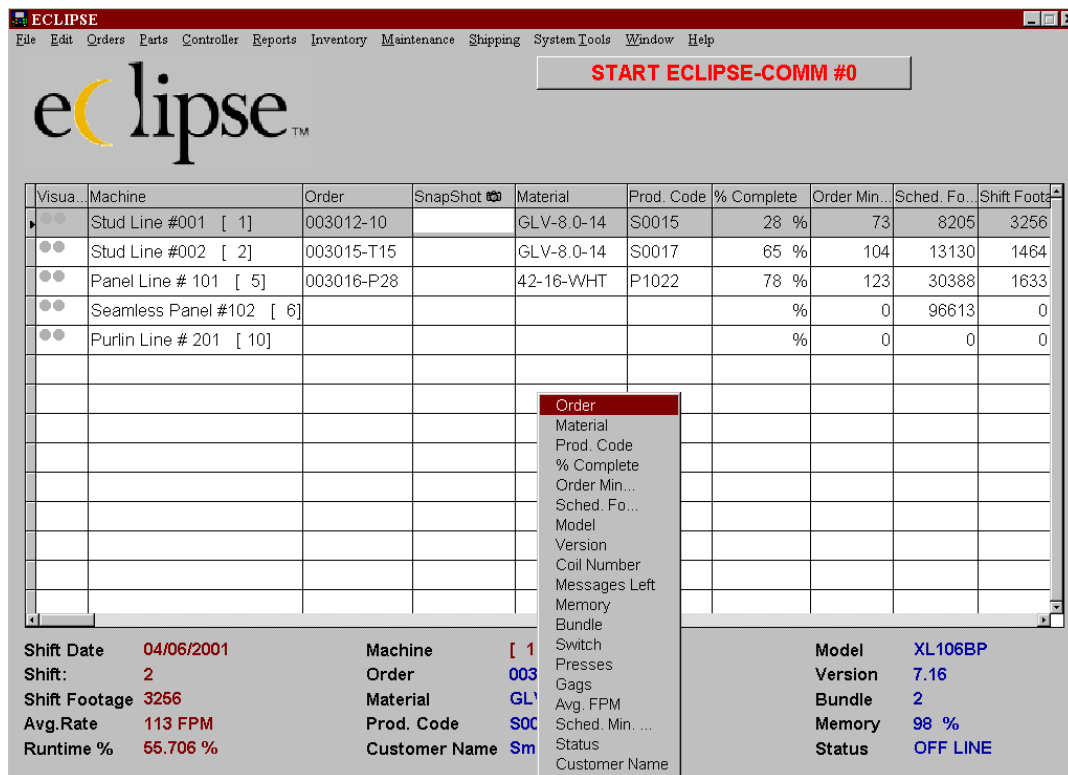 ECLIPSE
File Edit Orders Parts Controller Reports Inventory Maintenance Shipping System Tools Window Help
START ECLIPSE-COMM #0
eclipse TM
Visua... Machine Order SnapShot Material Prod. Code % Complete Order Min... Sched. Fo... Shift Foota
Stud Line #001 [ 1] 003012-10 GLV-8.0-14 S0015 28 % 73 8205 3256
Stud Line #002 [ 2] 003015-T15 GLV-8.0-14 S0017 65 % 104 13130 1464
Panel Line # 101 [ 5] 003016-P28 42-16-WHT P1022 78 % 123 30388 1633
Seamless Panel #102 [ 6] % 0 96613 0
Purlin Line # 201 [ 10] % 0 0 0
Order
Material
Prod. Code
% Complete
Order Min...
Sched. Fo...
Model
Version
Coil Number
Messages Left
Memory
Bundle
Switch
Presses
Gags
Avg. FPM
Sched. Min. ...
Status
Customer Name
Shift Date 04/06/2001 Machine [ 1 Model XL106BP
Shift: 2 Order 003 Version 7.16
Shift Footage 3256 Material GLV Bundle 2
Avg.Rate 113 FPM Prod. Code S00 Memory 98 %
Runtime % 55.706 % Customer Name Sm Status OFF LINE